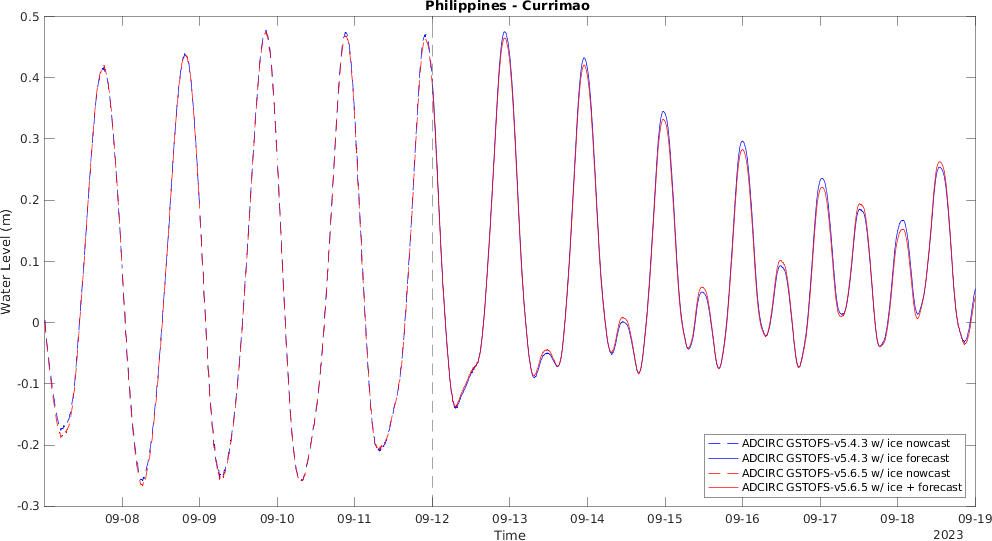 Philippines - Currimao
0.5
0.4
0.3
0.2
0.1
0
-0.1
-0.2
-0.3
Water Level (m)
ADCIRC GSTOFS-v5.4.3 w/ ice nowcast
ADCIRC GSTOFS-v5.4.3 w/ ice forecast
ADCIRC GSTOFS-v5.6.5 w/ ice nowcast
ADCIRC GSTOFS-v5.6.5 w/ ice + forecast
09-08 09-09 09-10 09-11 09-12 09-13 09-14 09-15 09-16 09-17 09-18 09-19
Time
2023